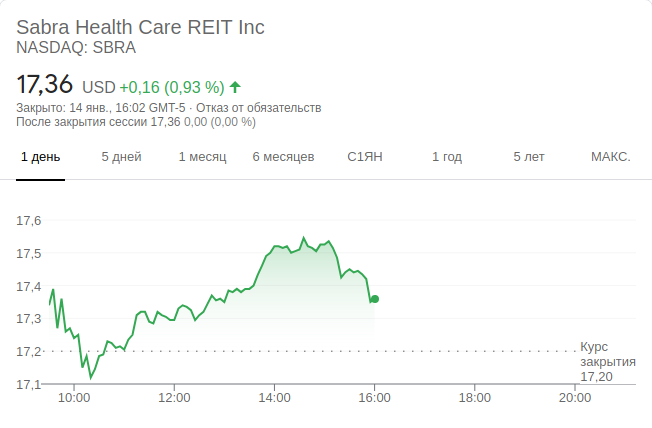 Sabra Health Care REIT Inc
NASDAQ: SBRA
17,36 USD +0,16 (0,93 %)
Закрыто: 14 янв., 16:02 GMT-5 · Отказ от обязательств
После закрытия сессии 17,36 0,00 (0,00 %)
1 день 5 дней 1 месяц 6 месяцев С1ЯН 1 год 5 лет МАКС.
17,6
17,5
17,4
17,3
17,2
17,1
Курс
закрытия
17,20
10:00 12:00 14:00 16:00 18:00 20:00